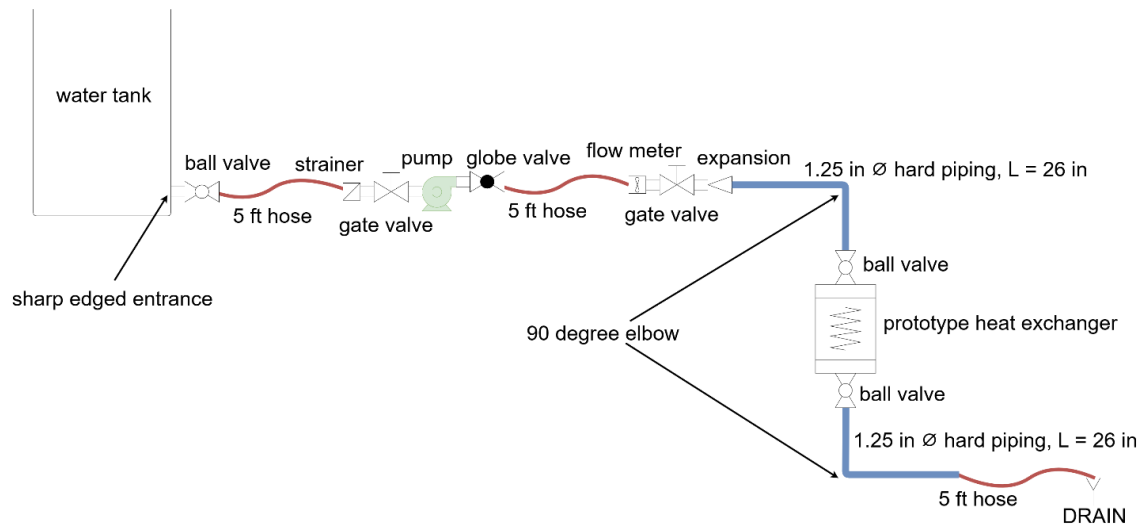 water tank
ball valve
strainer
pump
globe valve
flow meter
expansion
1.25 in Ø hard piping, L = 26 in
5 ft hose
gate valve
5 ft hose
gate valve
sharp edged entrance
ball valve
90 degree elbow
prototype heat exchanger
ball valve
1.25 in Ø hard piping, L = 26 in
5 ft hose
DRAIN